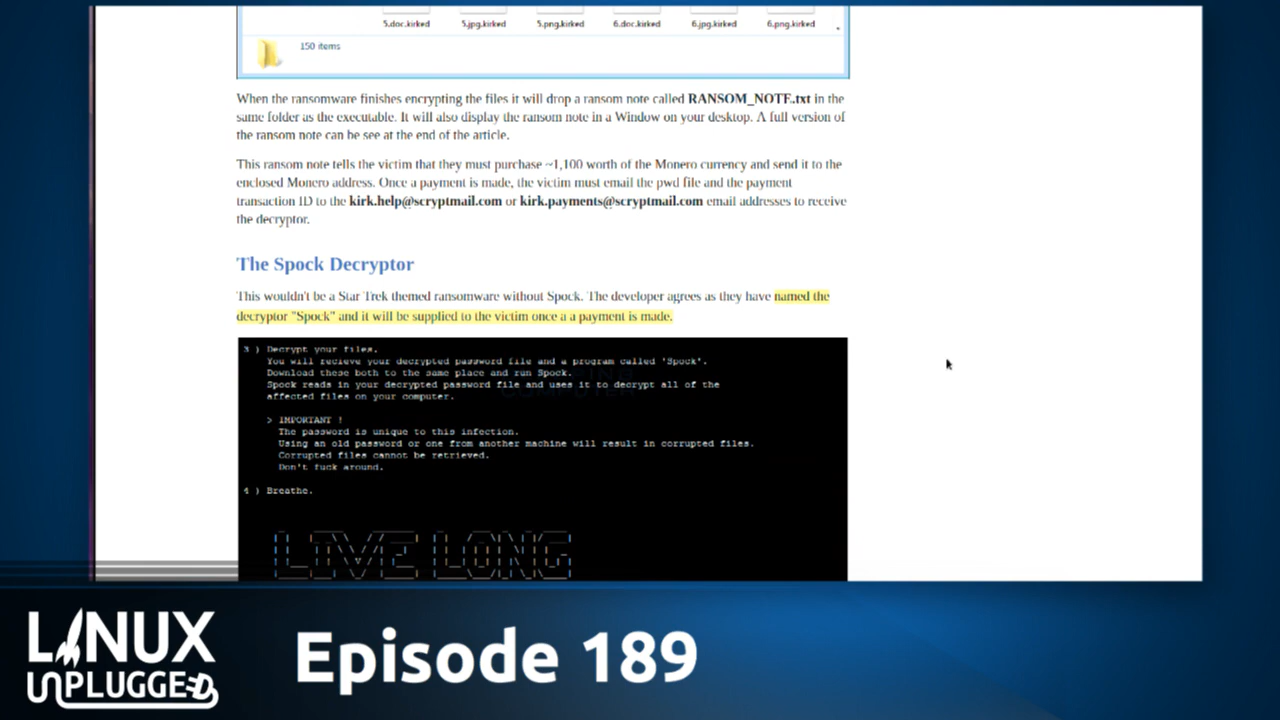 5.doc.kirked 5.jpg.kirked 5.png.kirked 6.doc.kirked 6.jpg.kirked 6.png.kirked
150 items
When the ransomware finishes encrypting the files it will drop a ransom note called RANSOM_NOTE.txt in the
same folder as the executable. It will also display the ransom note in a Window on your desktop. A full version of
the ransom note can be see at the end of the article.
This ransom note tells the victim that they must purchase ~1,100 worth of the Monero currency and send it to the
enclosed Monero address. Once a payment is made, the victim must email the pwd file and the payment
transaction ID to the kirk.help@scryptmail.com or kirk.payments@scryptmail.com email addresses to receive
the decryptor.
The Spock Decryptor
This wouldn't be a Star Trek themed ransomware without Spock. The developer agrees as they have named the
decryptor "Spock" and it will be supplied to the victim once a a payment is made.
3 ) Decrypt your files.
You will recieve your decrypted password file and a program called 'Spock'.
Download these both to the same place and run Spock.
Spock reads in your decrypted password file and uses it to decrypt all of the
affected files on your computer.
> IMPORTANT !
The password is unique to this infection.
Using an old password or one from another machine will result in corrupted files.
Corrupted files cannot be retrieved.
Don't fuck around.
4 ) Breathe.
LIVE LONG
LINUX
UNPLUGGED
Episode 189